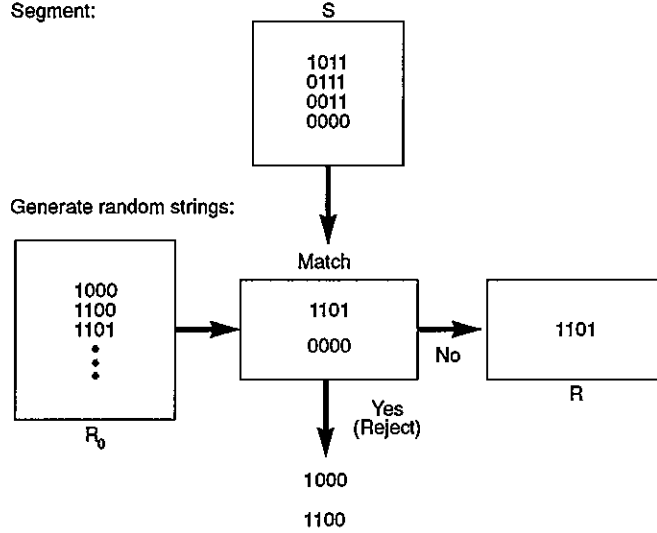 Segment:
S
1011
0111
0011
0000
Generate random strings:
Match
1000
1100
1101
1101
0000
1101
No
R
R0
Yes
(Reject)
1000
1100